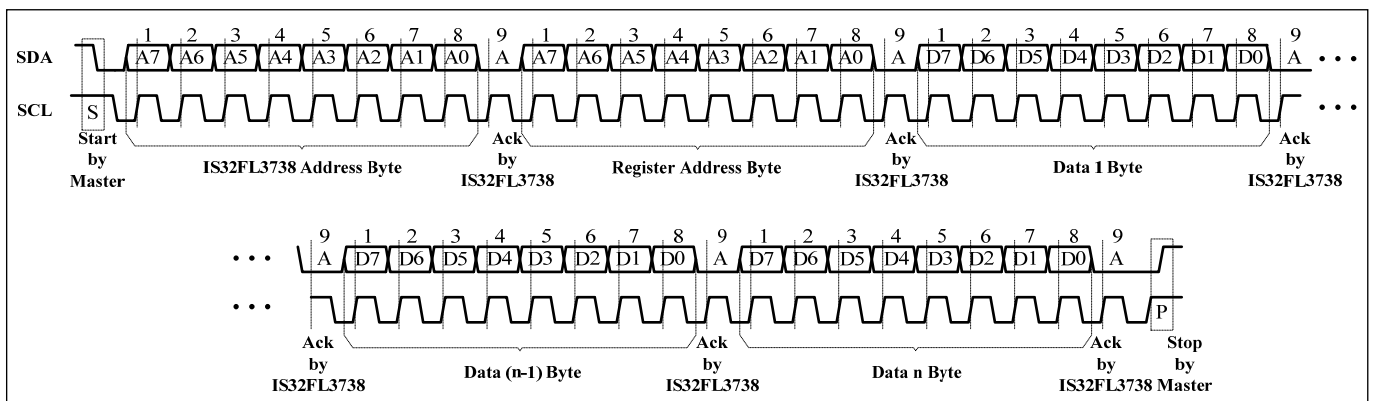 1 2 3 4 5 6 7 8 9 1 2 3 4 5 6 7 8 9 1 2 3 4 5 6 7 8 9
SDA A7 A6 A5 A4 A3 A2 A1 A0 A A7 A6 A5 A4 A3 A2 A1 A0 A D7 D6 D5 D4 D3 D2 D1 D0 A • • •
SCL S • • •
Start by Master
IS32FL3738 Address Byte
Ack by IS32FL3738
Register Address Byte
Ack by IS32FL3738
Data 1 Byte
Ack by IS32FL3738
9 1 2 3 4 5 6 7 8 9 1 2 3 4 5 6 7 8 9
• • • A D7 D6 D5 D4 D3 D2 D1 D0 A D7 D6 D5 D4 D3 D2 D1 D0 A
• • • P
Ack by IS32FL3738
Data (n-1) Byte
Ack by IS32FL3738
Data n Byte
Ack by IS32FL3738
Stop by Master